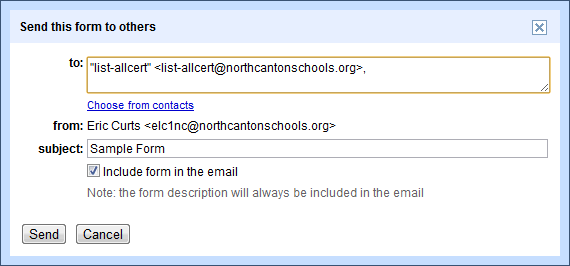 Send this form to others
to: "list-allcert" <list-allcert@northcantonschools.org>,
Choose from contacts
from: Eric Curts <elc1nc@northcantonschools.org>
subject: Sample Form
Include form in the email
Note: the form description will always be included in the email
Send Cancel